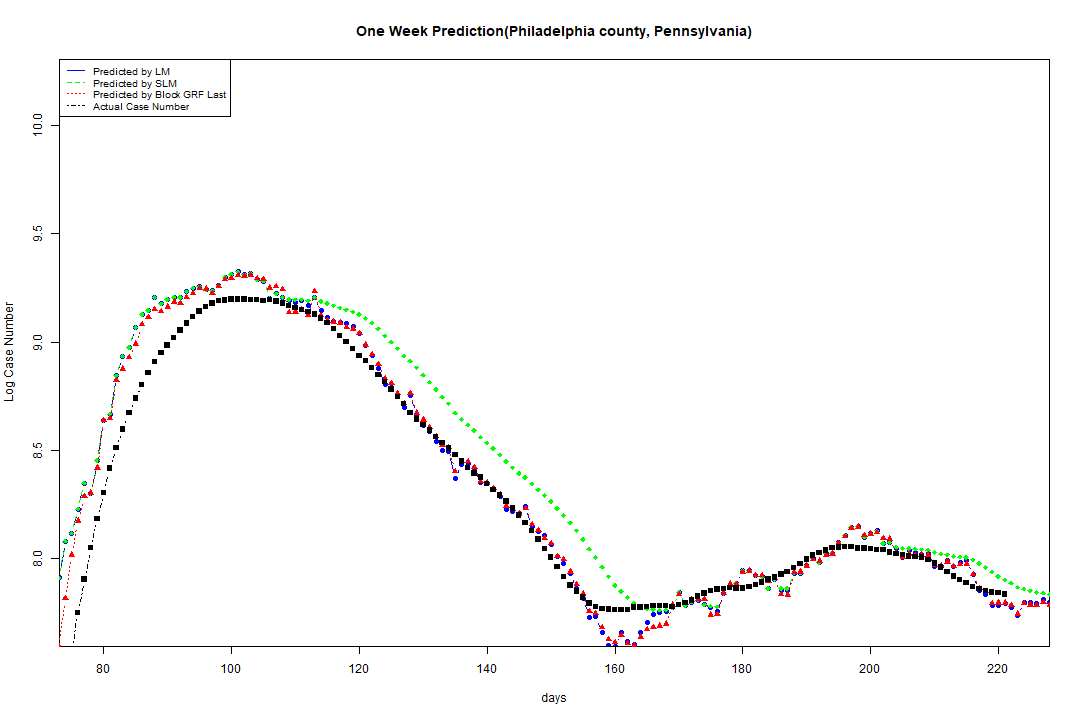 One Week Prediction(Philadelphia county, Pennsylvania)
Predicted by LM
Predicted by SLM
Predicted by Block GRF Last
Actual Case Number
10.0
9.5
9.0
8.5
8.0
Log Case Number
80 100 120 140 160 180 200 220
days